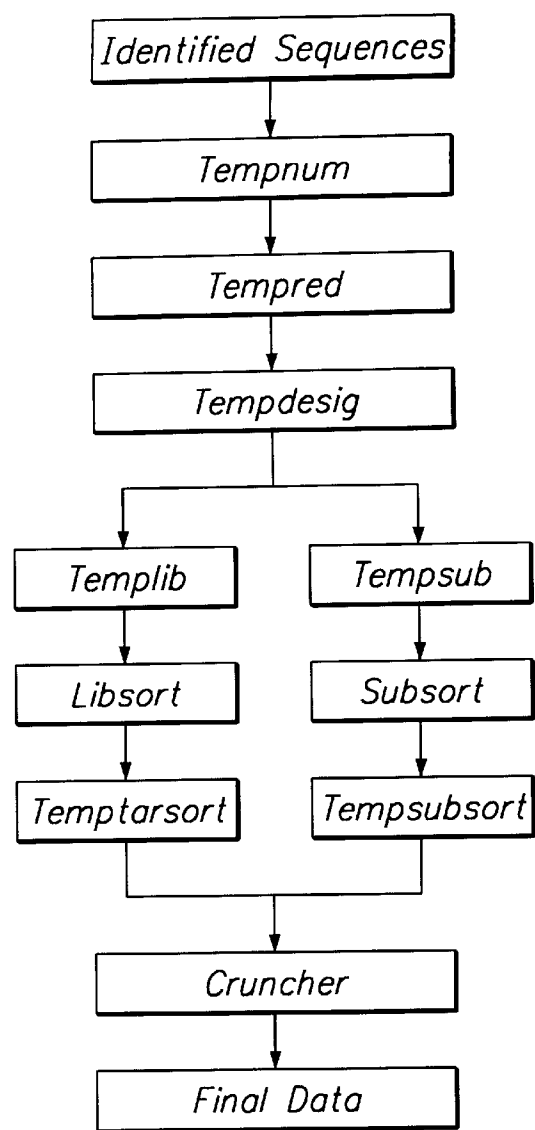 Identified Sequences
Tempnum
Tempred
Tempdesig
Templib
Tempsub
Libsort
Subsort
Temptarsort
Tempsubsort
Cruncher
Final Data